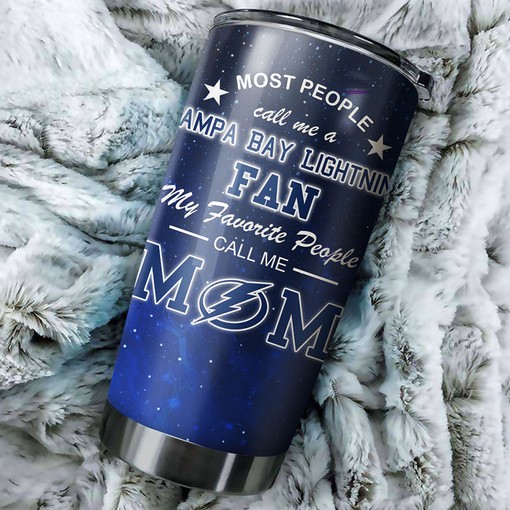 MOST PEOPLE
call me a
AMPA BAY LIGHTNIN
FAN
My Favorite People
CALL ME
MOM